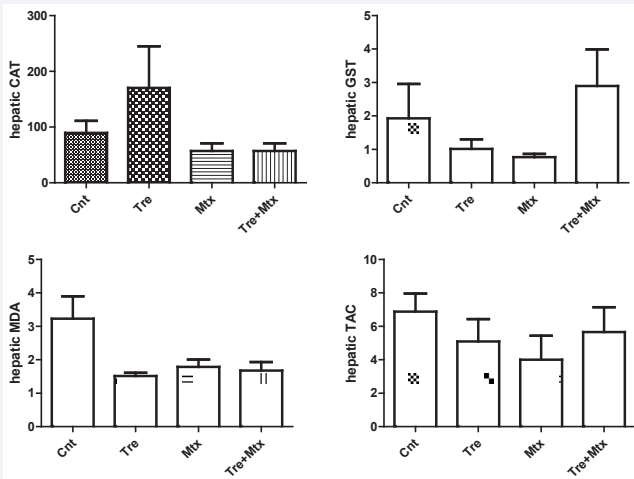 hepatic CAT
300
200
100
0
Cnt
Tre
Mtx
Tre+Mtx
hepatic GST
5
4
3
2
1
0
Cnt
Tre
Mtx
Tre+Mtx
hepatic MDA
5
4
3
2
1
0
Cnt
Tre
Mtx
Tre+Mtx
hepatic TAC
10
8
6
4
2
0
Cnt
Tre
Mtx
Tre+Mtx